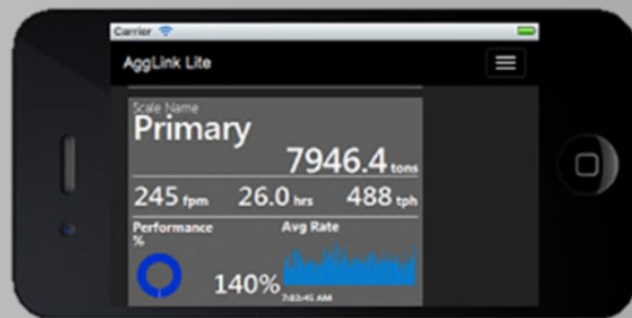 Carrier
AggLink Lite
Scale Name
Primary
7946.4 tons
245 fpm 26.0 hrs 488 tph
Performance Avg Rate
%
140%
7:03:45 AM